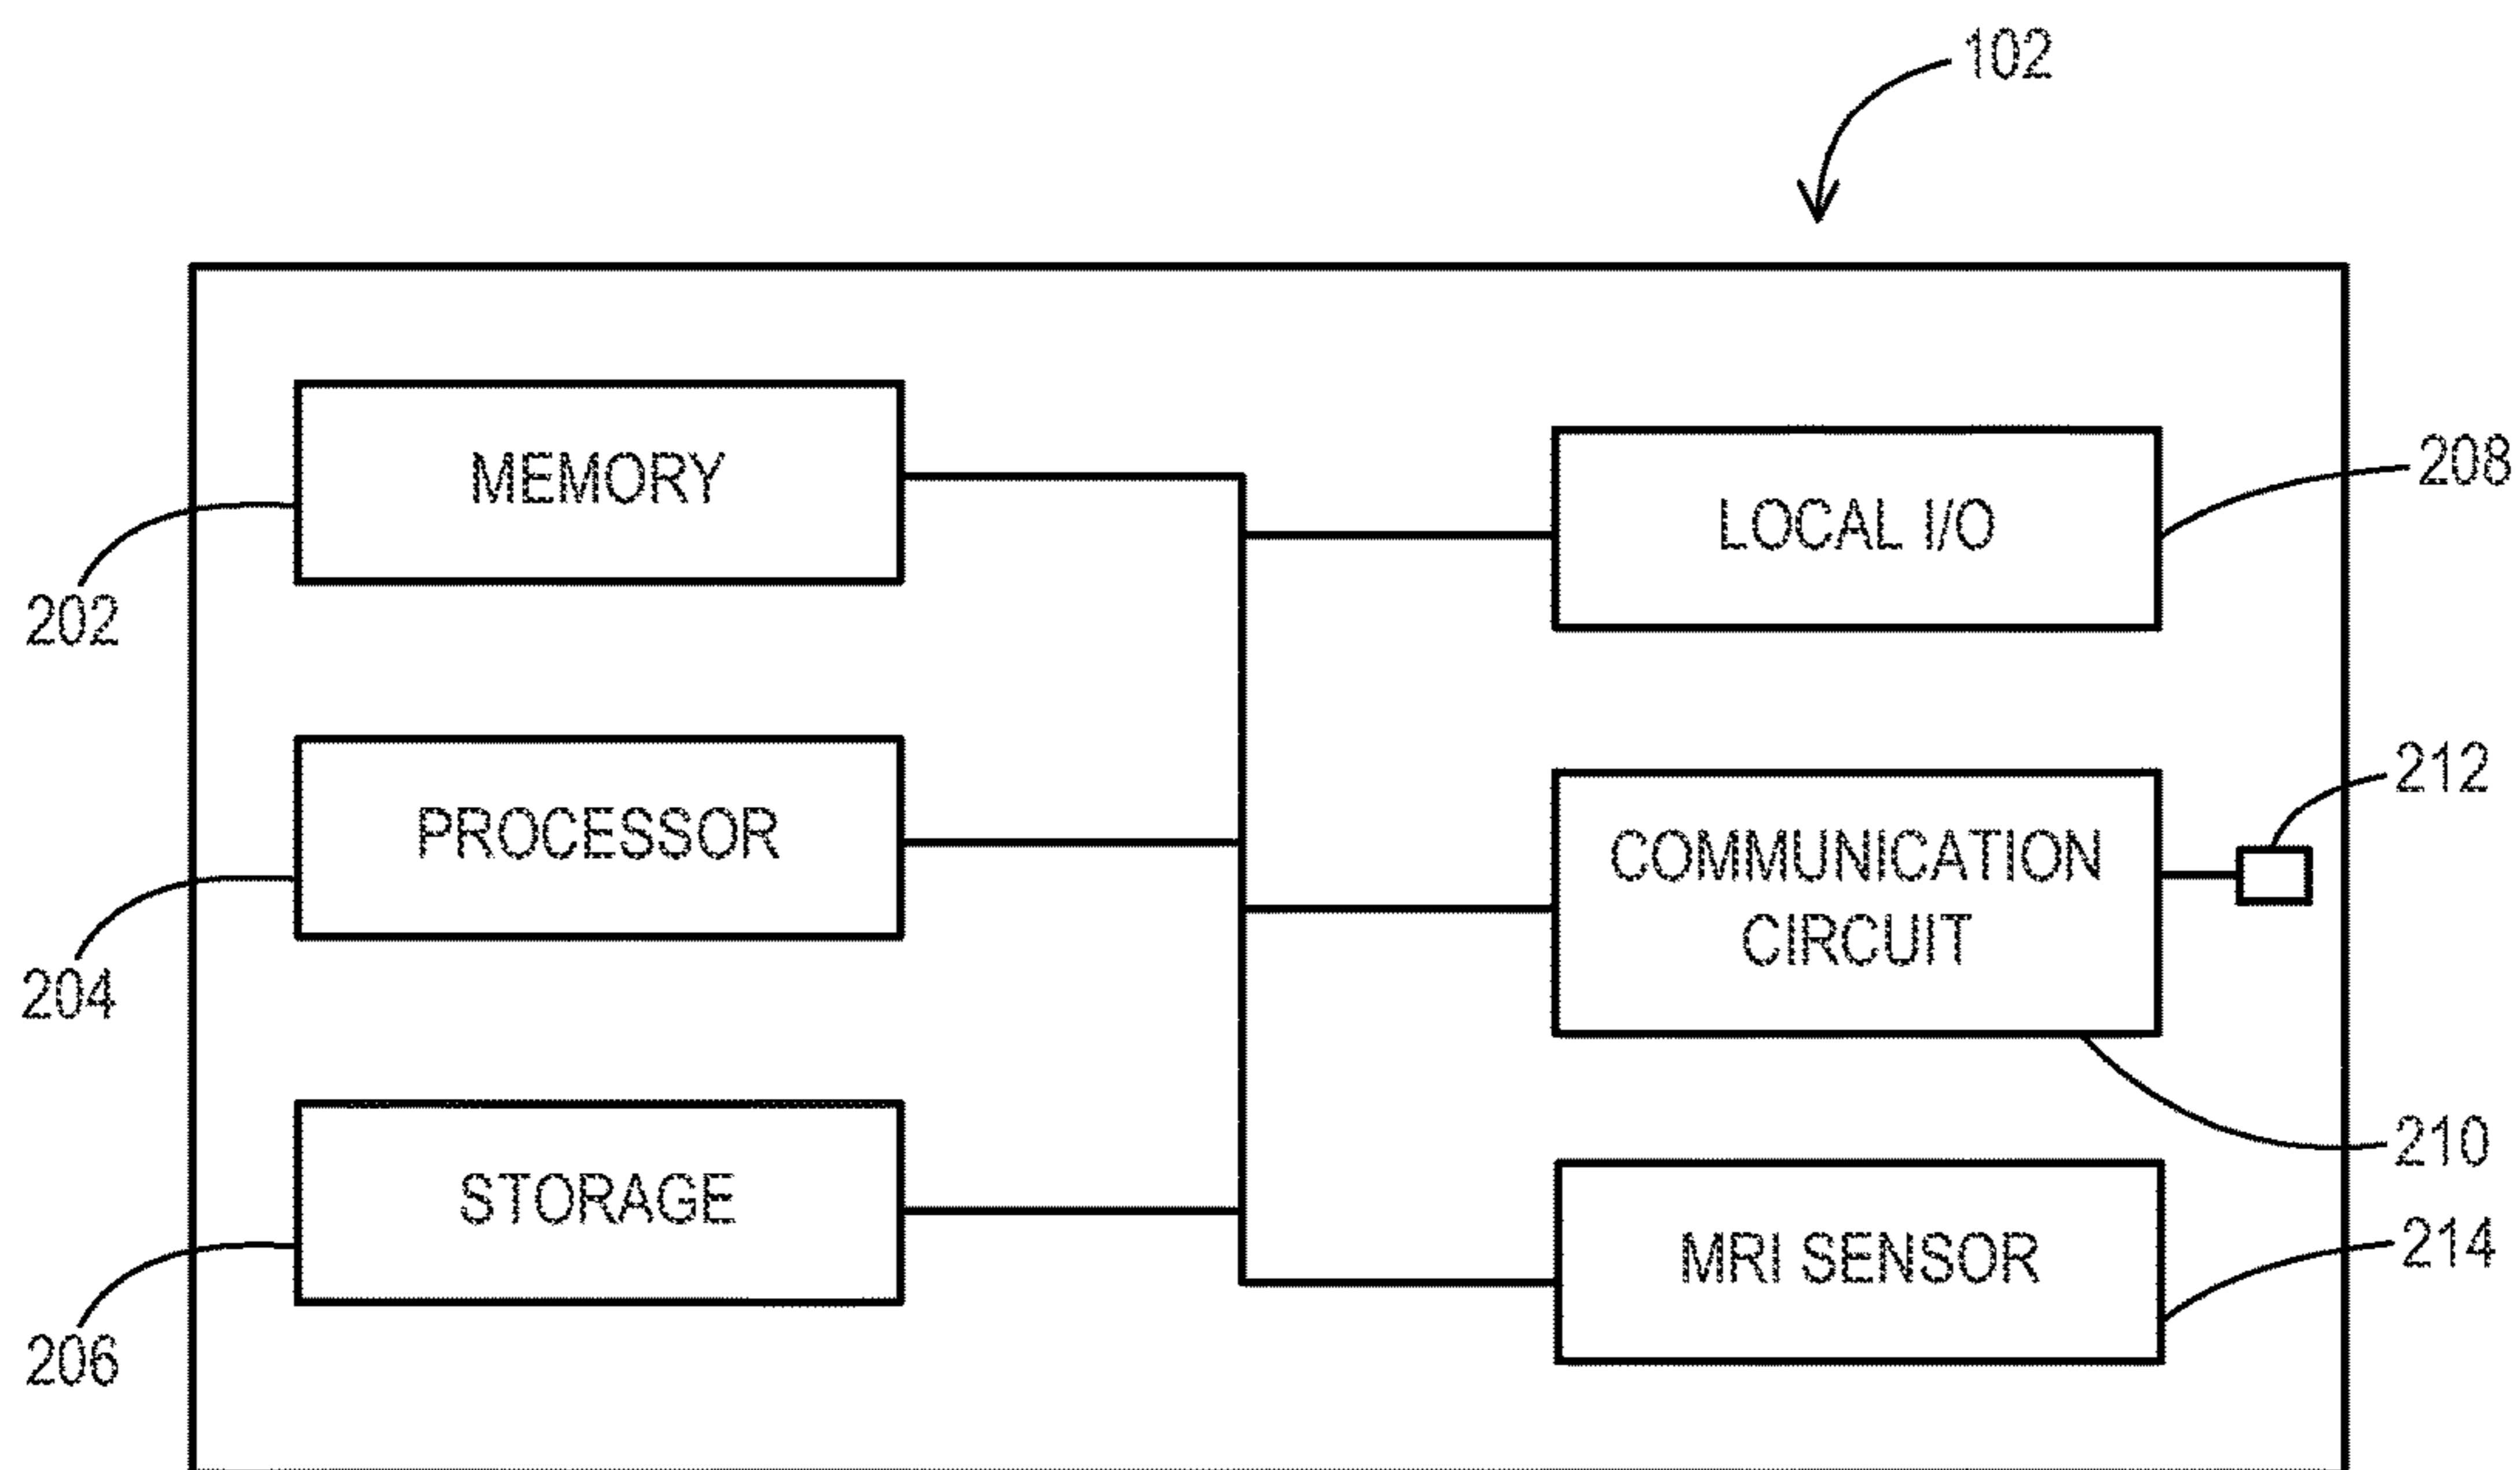 102
MEMORY
202
LOCAL I/O
208
PROCESSOR
204
COMMUNICATION
CIRCUIT
212
210
STORAGE
206
MRI SENSOR
214